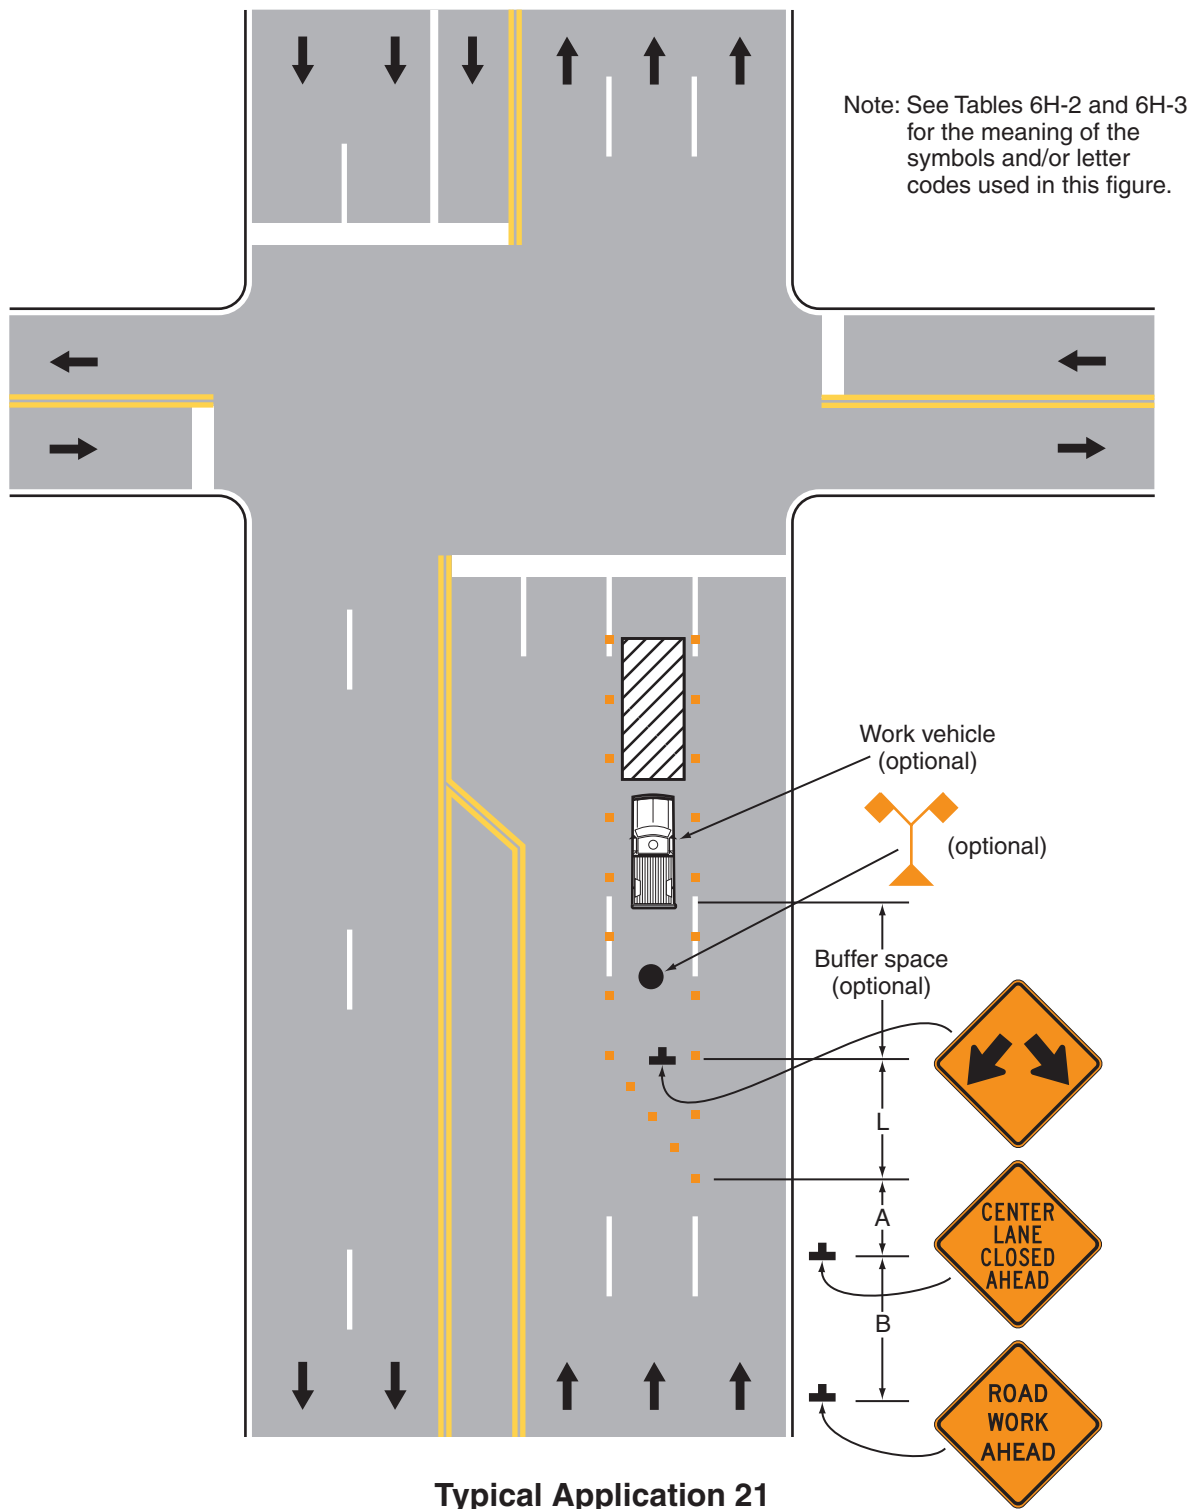 Note: See Tables 6H-2 and 6H-3
for the meaning of the
symbols and/or letter
codes used in this figure.
Work vehicle
(optional)
(optional)
Buffer space
(optional)
L
A
CENTER
LANE
CLOSED
AHEAD
B
ROAD
WORK
AHEAD
Typical Application 21